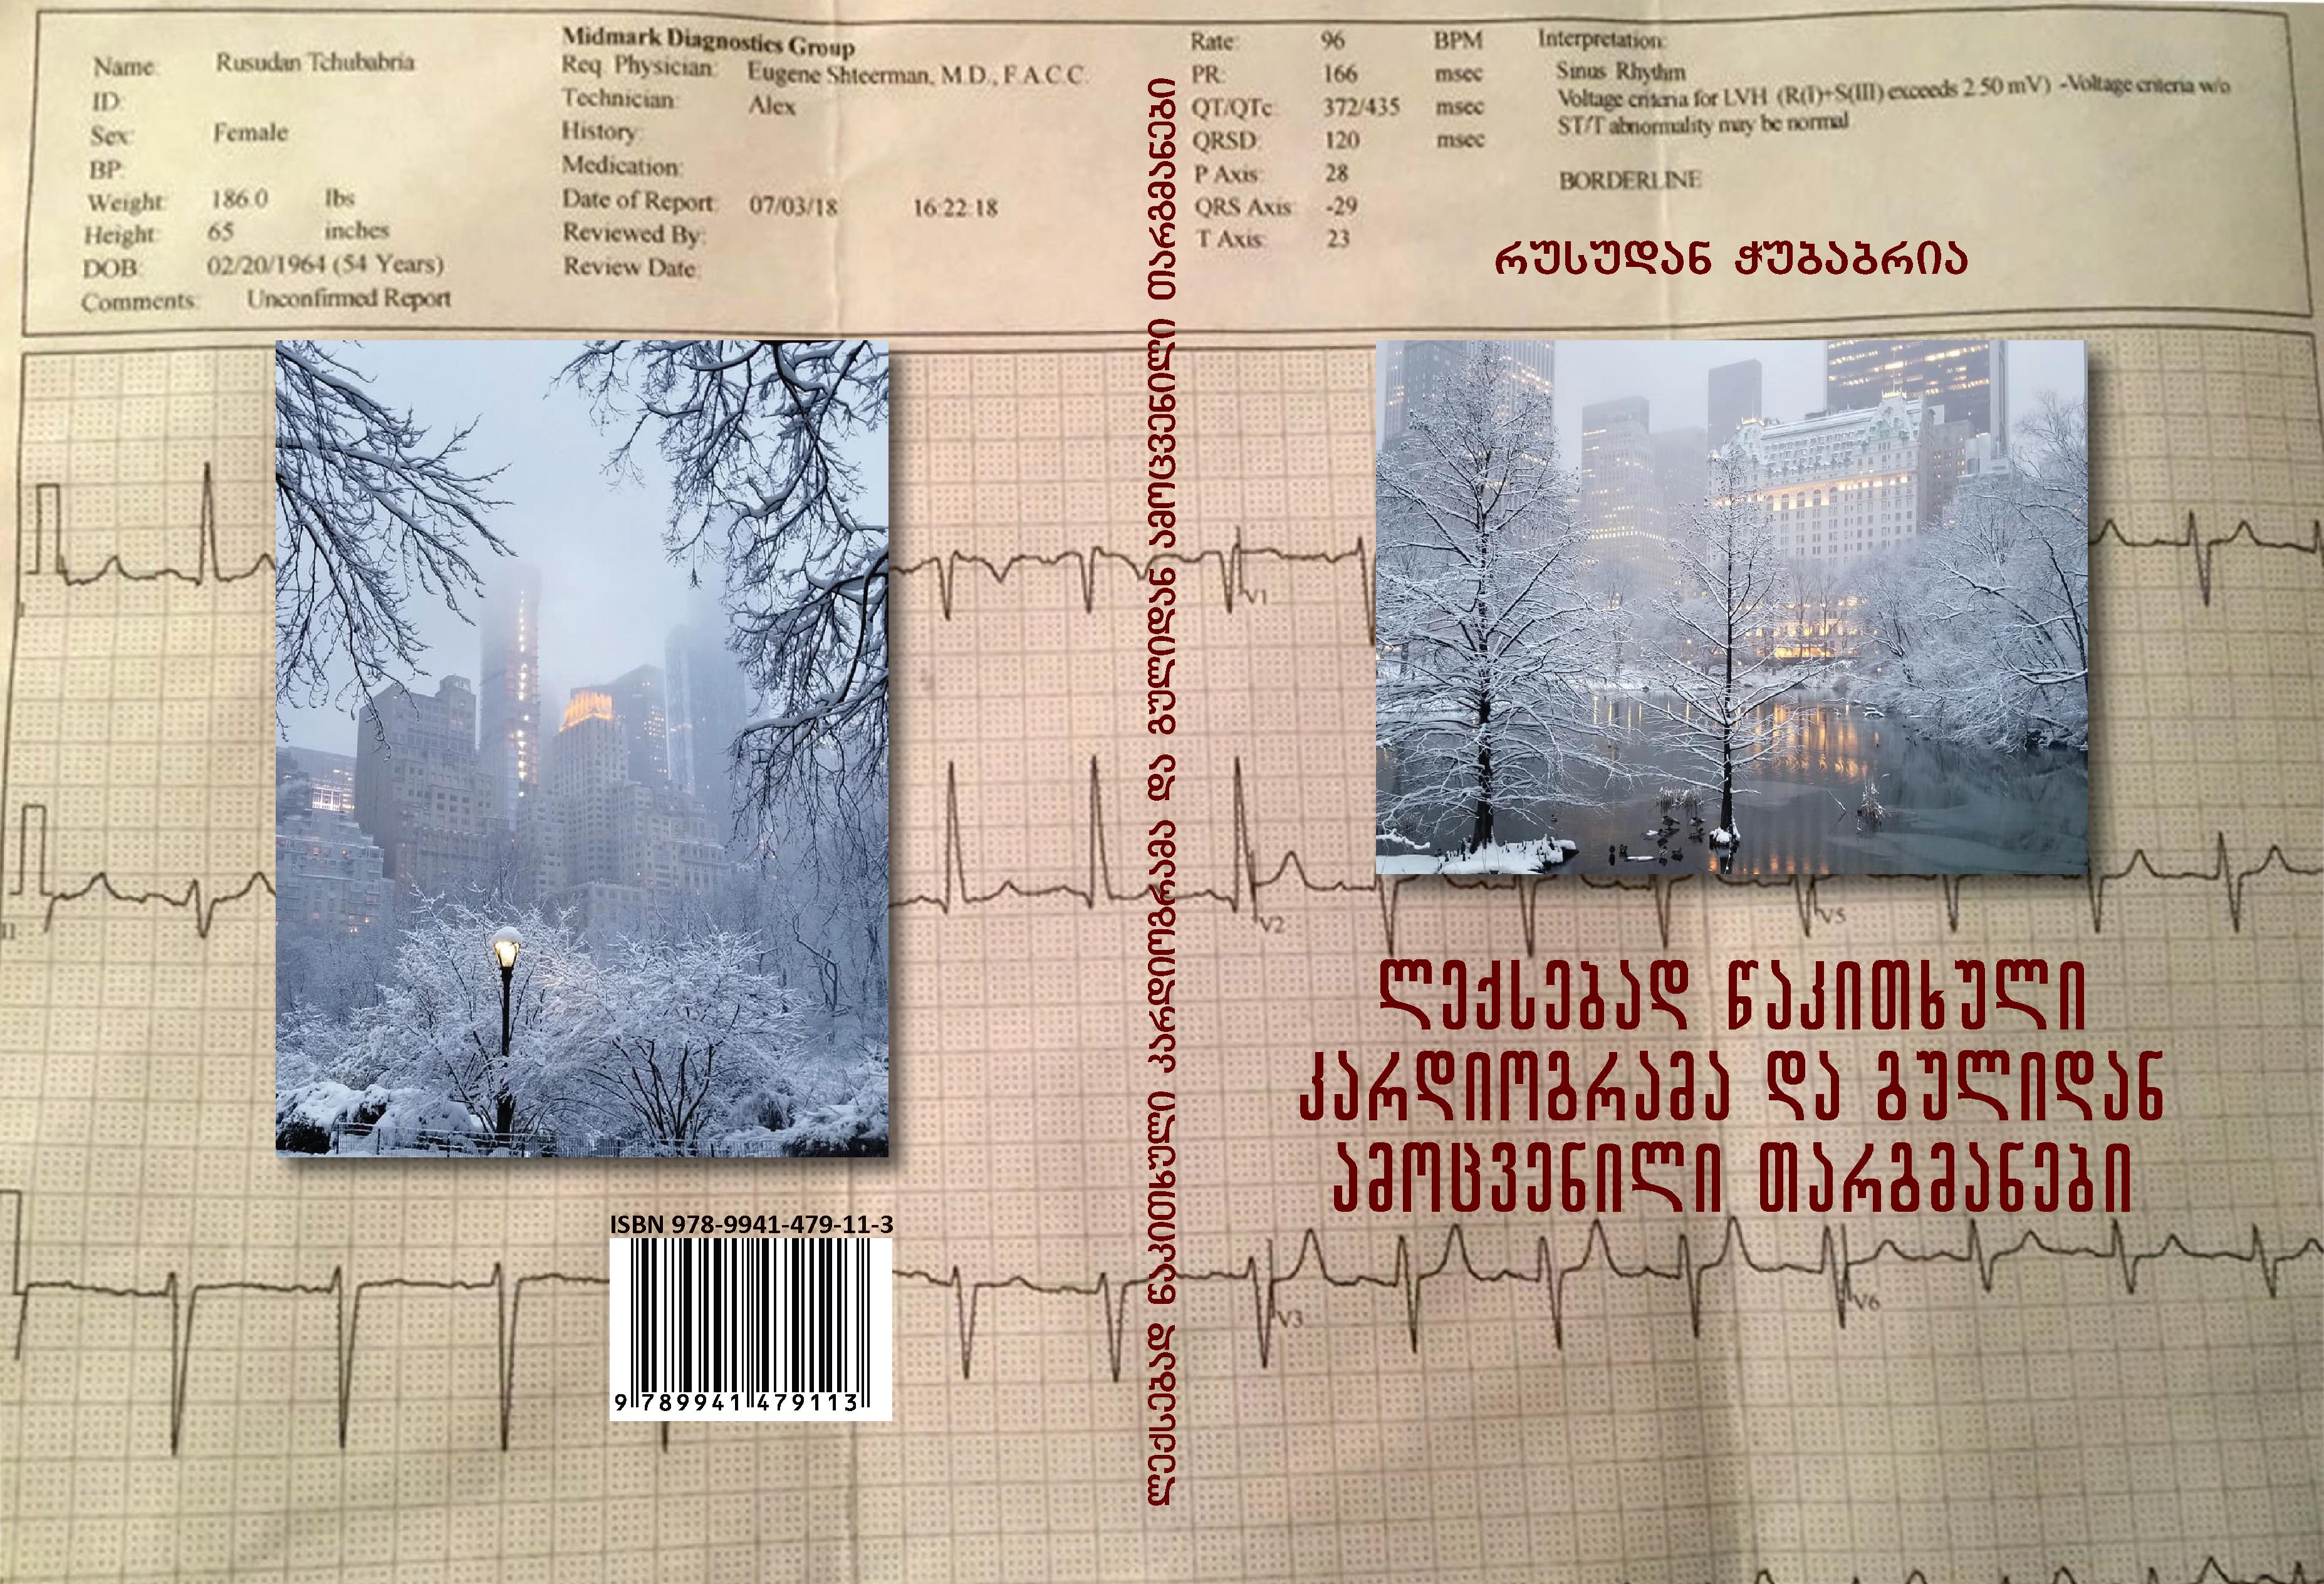 Name: Rusudan Tchubabria
ID:
Sex: Female
BP:
Weight: 186.0 lbs
Height: 65 inches
DOB: 02/20/1964 (54 Years)
Comments: Unconfirmed Report
Midmark Diagnostics Group
Req Physician: Eugene Shteerman, M.D., F.A.C.C.
Technician: Alex
History:
Medication:
Date of Report: 07/03/18 16:22:18
Reviewed By:
Review Date:
Rate: 96 BPM
PR: 166 msec
QT/QTc: 372/435 msec
QRSD: 120 msec
P Axis: 28
QRS Axis: -29
T Axis: 23
Interpretation:
Sinus Rhythm
Voltage criteria for LVH (R(I)+S(III) exceeds 2.50 mV) -Voltage criteria w/o
ST/T abnormality may be normal
BORDERLINE
I
II
V1
V2
V3
V5
V6
ISBN 978-9941-479-11-3
9 789941 479113
ლექსებად წაკითხული კარდიოგრამა და გულიდან ამოცვენილი თარგმანები
რუსუდან ჭუბაბრია
ლექსებად წაკითხული
კარდიოგრამა და გულიდან
ამოცვენილი თარგმანები